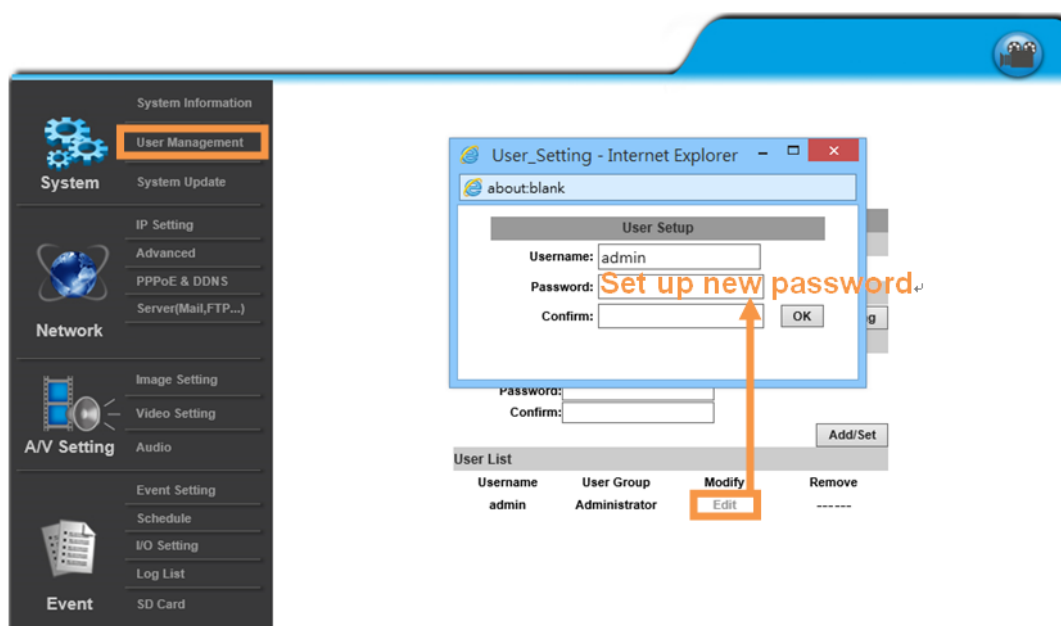 System Information
User Management
System Update
System
IP Setting
Advanced
PPPoE & DDNS
Server(Mail,FTP...)
Network
Image Setting
Video Setting
Audio
A/V Setting
Event Setting
Schedule
I/O Setting
Log List
SD Card
Event
User_Setting - Internet Explorer
about:blank
User Setup
Username: admin
Password: Set up new password
Confirm:
OK
Password:
Confirm:
Add/Set
User List
Username User Group Modify Remove
admin Administrator Edit ------